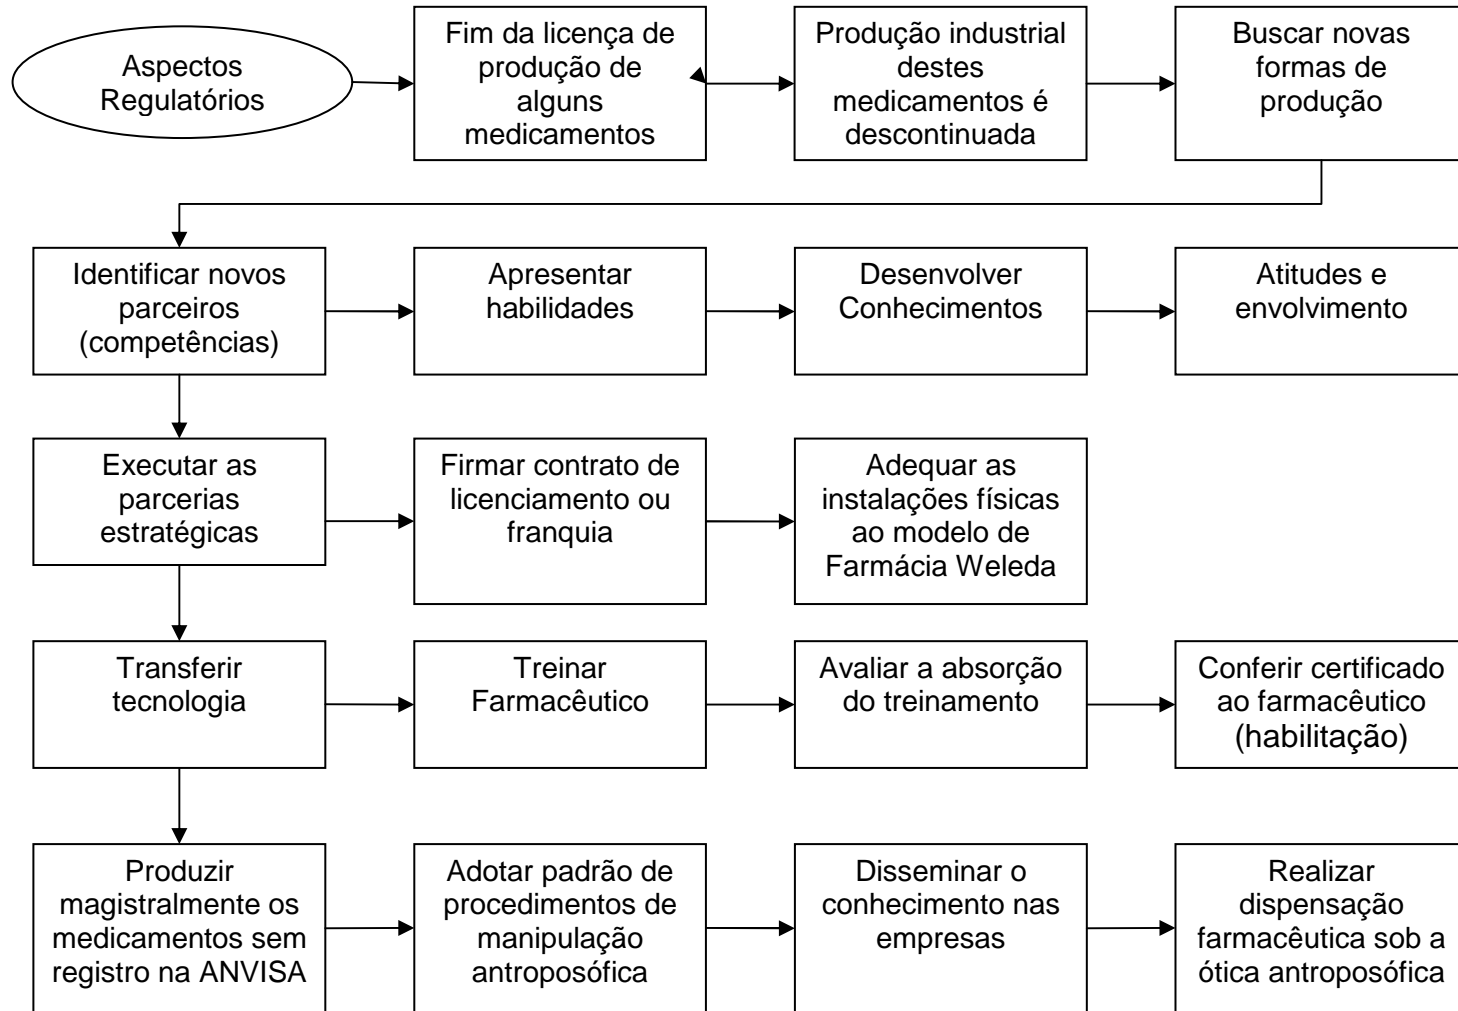 Aspectos
Regulatórios
Fim da licença de
produção de
alguns
medicamentos
Produção industrial
destes
medicamentos é
descontinuada
Buscar novas
formas de
produção
Identificar novos
parceiros
(competências)
Apresentar
habilidades
Desenvolver
Conhecimentos
Atitudes e
envolvimento
Executar as
parcerias
estratégicas
Firmar contrato de
licenciamento ou
franquia
Adequar as
instalações físicas
ao modelo de
Farmácia Weleda
Transferir
tecnologia
Treinar
Farmacêutico
Avaliar a absorção
do treinamento
Conferir certificado
ao farmacêutico
(habilitação)
Produzir
magistralmente os
medicamentos sem
registro na ANVISA
Adotar padrão de
procedimentos de
manipulação
antroposófica
Disseminar o
conhecimento nas
empresas
Realizar
dispensação
farmacêutica sob a
ótica antroposófica